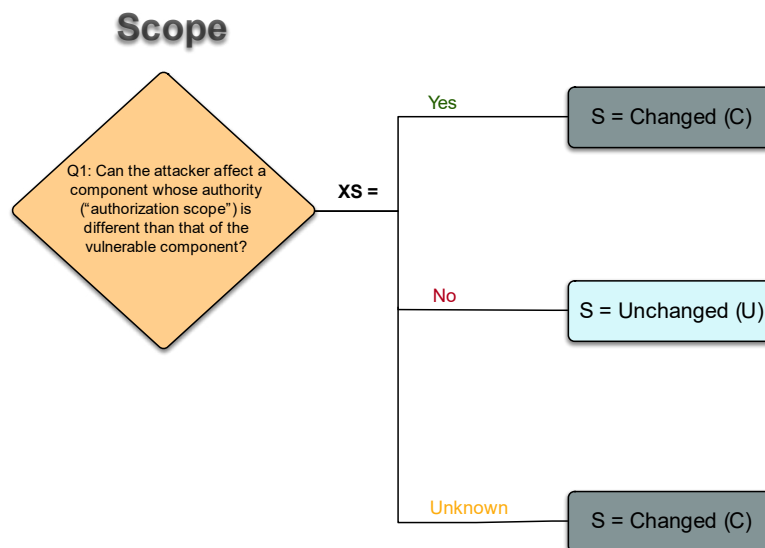 Scope
Q1: Can the attacker affect a
component whose authority
(“authorization scope”) is
different than that of the
vulnerable component?
XS =
Yes
S = Changed (C)
No
S = Unchanged (U)
Unknown
S = Changed (C)